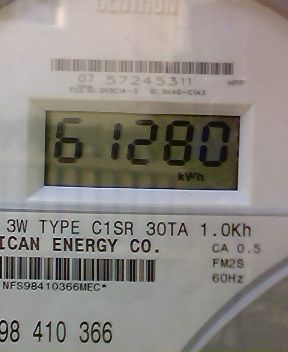 CENTRON
07 57245311
61280
kWh
3W TYPE C1SR 30TA 1.0Kh
ICAN ENERGY CO.
CA 0.5
FM2S
60Hz
NFS98410366MEC*
98 410 366